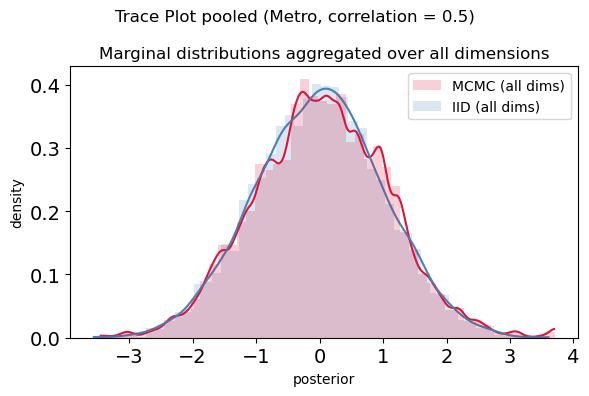 Trace Plot pooled (Metro, correlation = 0.5)
Marginal distributions aggregated over all dimensions
MCMC (all dims)
IID (all dims)
density
0.4
0.3
0.2
0.1
0.0
−3 −2 −1 0 1 2 3 4
posterior